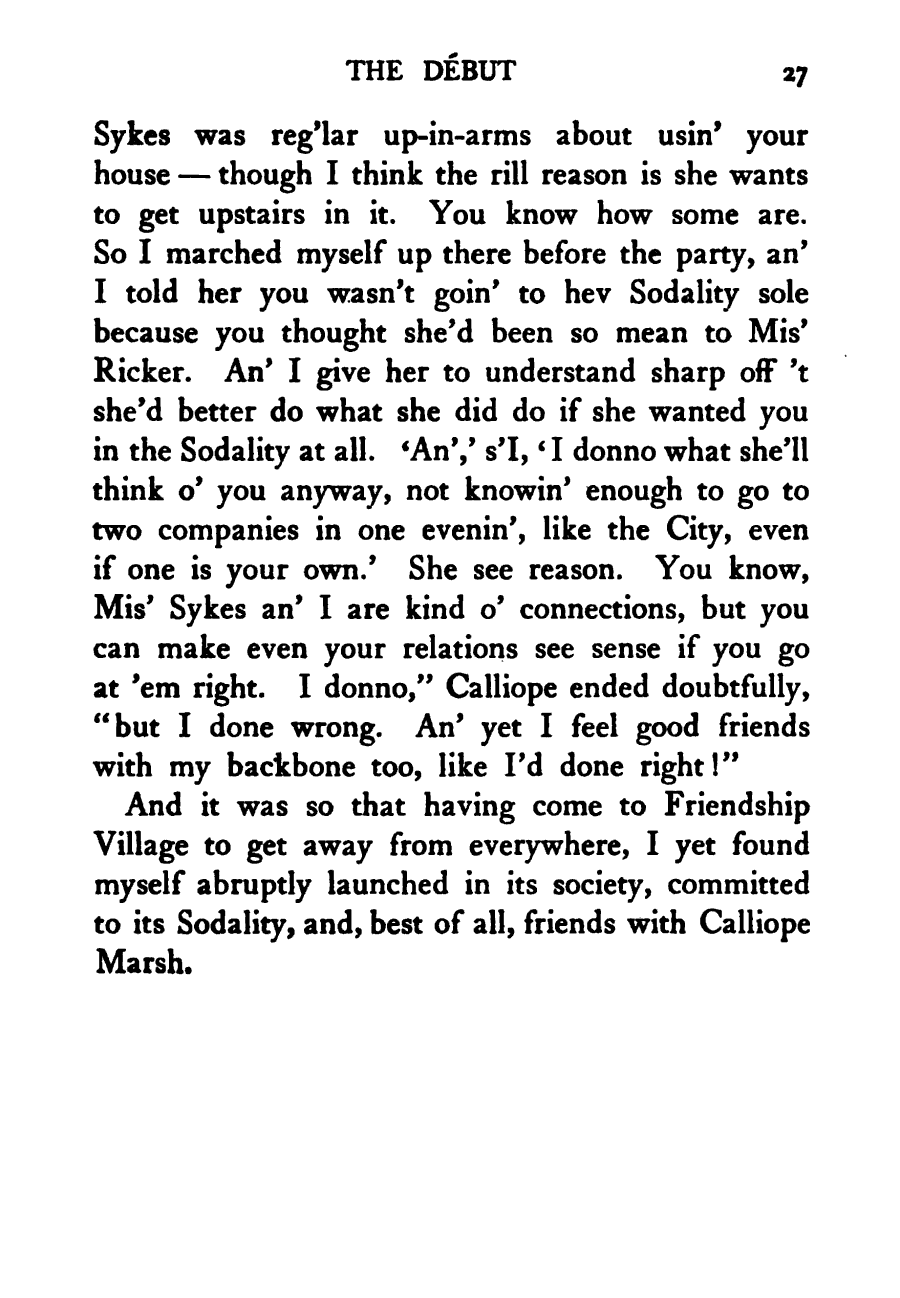 THE DÉBUT 27
Sykes was reg’lar up-in-arms about usin’ your
house — though I think the rill reason is she wants
to get upstairs in it. You know how some are.
So I marched myself up there before the party, an’
I told her you wasn’t goin’ to hev Sodality sole
because you thought she’d been so mean to Mis’
Ricker. An’ I give her to understand sharp off ’t
she’d better do what she did do if she wanted you
in the Sodality at all. ‘An’,’ s’I, ‘I donno what she’ll
think o’ you anyway, not knowin’ enough to go to
two companies in one evenin’, like the City, even
if one is your own.’ She see reason. You know,
Mis’ Sykes an’ I are kind o’ connections, but you
can make even your relations see sense if you go
at ’em right. I donno,” Calliope ended doubtfully,
“but I done wrong. An’ yet I feel good friends
with my backbone too, like I’d done right!”
And it was so that having come to Friendship
Village to get away from everywhere, I yet found
myself abruptly launched in its society, committed
to its Sodality, and, best of all, friends with Calliope
Marsh.